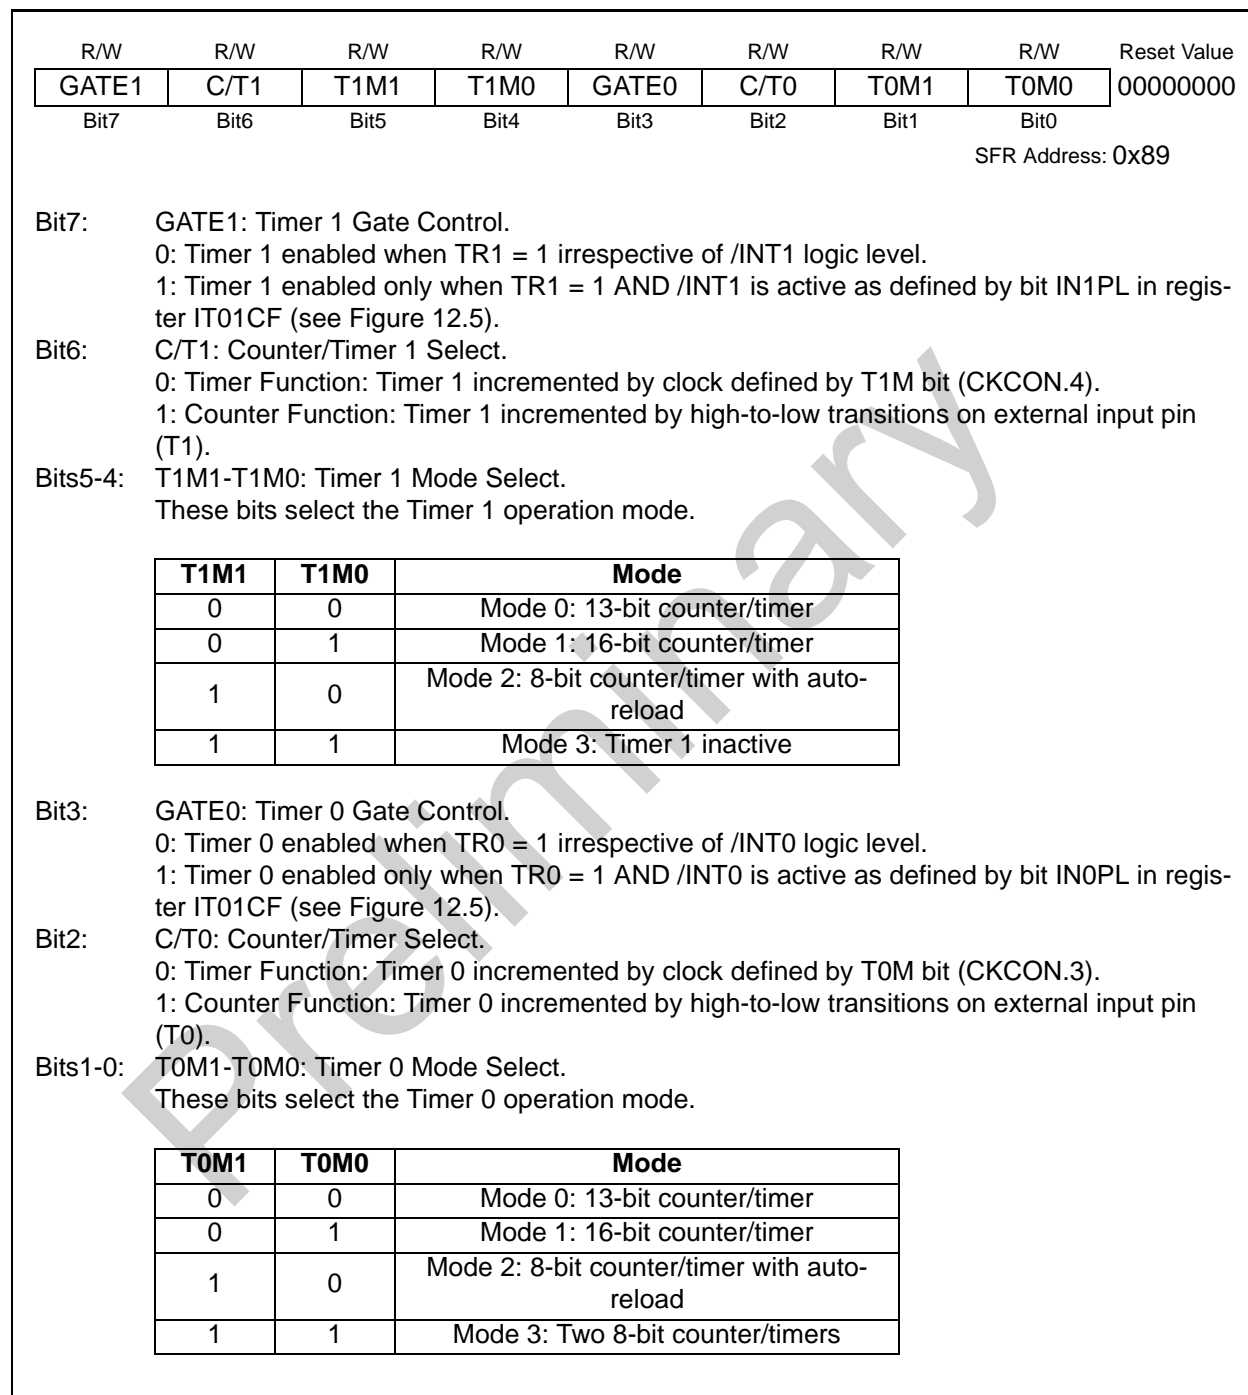 R/W R/W R/W R/W R/W R/W R/W R/W Reset Value
GATE1 C/T1 T1M1 T1M0 GATE0 C/T0 T0M1 T0M0 00000000
Bit7 Bit6 Bit5 Bit4 Bit3 Bit2 Bit1 Bit0
SFR Address: 0x89
Bit7: GATE1: Timer 1 Gate Control.
0: Timer 1 enabled when TR1 = 1 irrespective of /INT1 logic level.
1: Timer 1 enabled only when TR1 = 1 AND /INT1 is active as defined by bit IN1PL in regis-
ter IT01CF (see Figure 12.5).
Bit6: C/T1: Counter/Timer 1 Select.
0: Timer Function: Timer 1 incremented by clock defined by T1M bit (CKCON.4).
1: Counter Function: Timer 1 incremented by high-to-low transitions on external input pin
(T1).
Bits5-4: T1M1-T1M0: Timer 1 Mode Select.
These bits select the Timer 1 operation mode.
T1M1 T1M0 Mode
0 0 Mode 0: 13-bit counter/timer
0 1 Mode 1: 16-bit counter/timer
1 0 Mode 2: 8-bit counter/timer with auto-
reload
1 1 Mode 3: Timer 1 inactive
Bit3: GATE0: Timer 0 Gate Control.
0: Timer 0 enabled when TR0 = 1 irrespective of /INT0 logic level.
1: Timer 0 enabled only when TR0 = 1 AND /INT0 is active as defined by bit IN0PL in regis-
ter IT01CF (see Figure 12.5).
Bit2: C/T0: Counter/Timer Select.
0: Timer Function: Timer 0 incremented by clock defined by T0M bit (CKCON.3).
1: Counter Function: Timer 0 incremented by high-to-low transitions on external input pin
(T0).
Bits1-0: T0M1-T0M0: Timer 0 Mode Select.
These bits select the Timer 0 operation mode.
T0M1 T0M0 Mode
0 0 Mode 0: 13-bit counter/timer
0 1 Mode 1: 16-bit counter/timer
1 0 Mode 2: 8-bit counter/timer with auto-
reload
1 1 Mode 3: Two 8-bit counter/timers
Preliminary